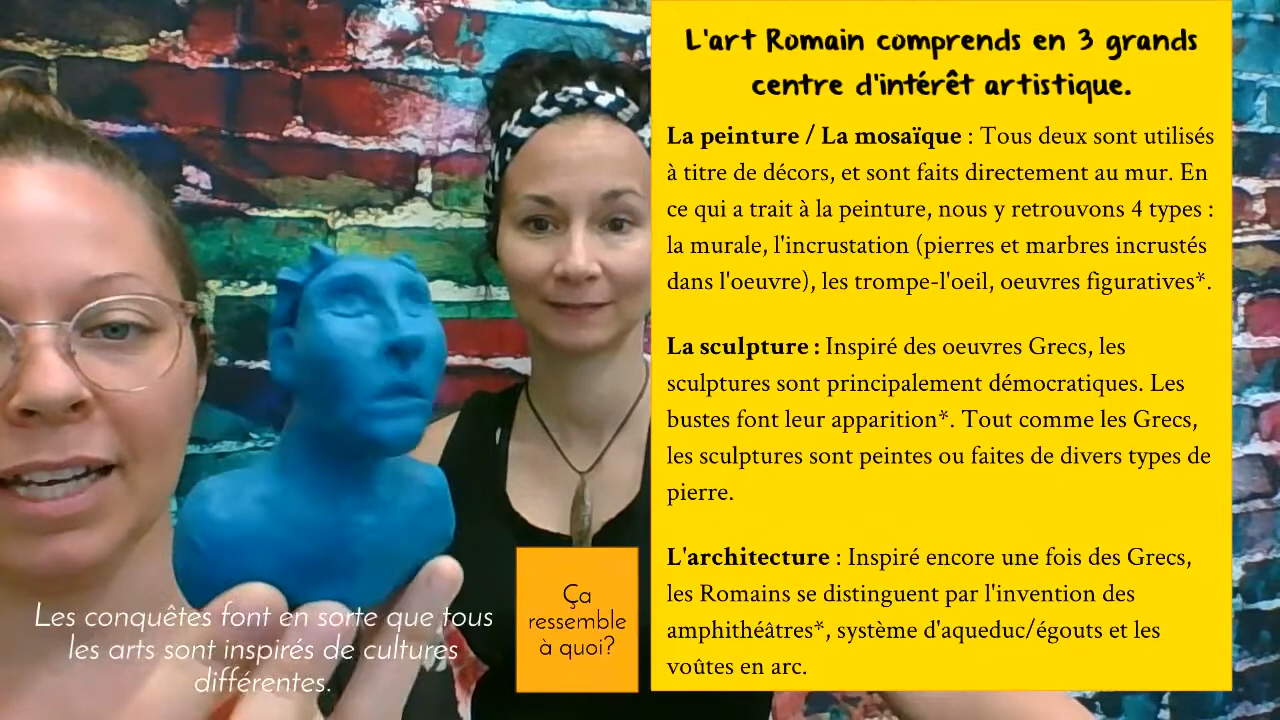 L'art Romain comprends en 3 grands
centre d'intérêt artistique.
La peinture / La mosaïque : Tous deux sont utilisés
à titre de décors, et sont faits directement au mur. En
ce qui a trait à la peinture, nous y retrouvons 4 types :
la murale, l'incrustation (pierres et marbres incrustés
dans l'oeuvre), les trompe-l'oeil, oeuvres figuratives*.
La sculpture : Inspiré des oeuvres Grecs, les
sculptures sont principalement démocratiques. Les
bustes font leur apparition*. Tout comme les Grecs,
les sculptures sont peintes ou faites de divers types de
pierre.
L'architecture : Inspiré encore une fois des Grecs,
les Romains se distinguent par l'invention des
amphithéâtres*, système d'aqueduc/égouts et les
voûtes en arc.
Les conquêtes font en sorte que tous
les arts sont inspirés de cultures
différentes.
Ça
ressemble
à quoi?